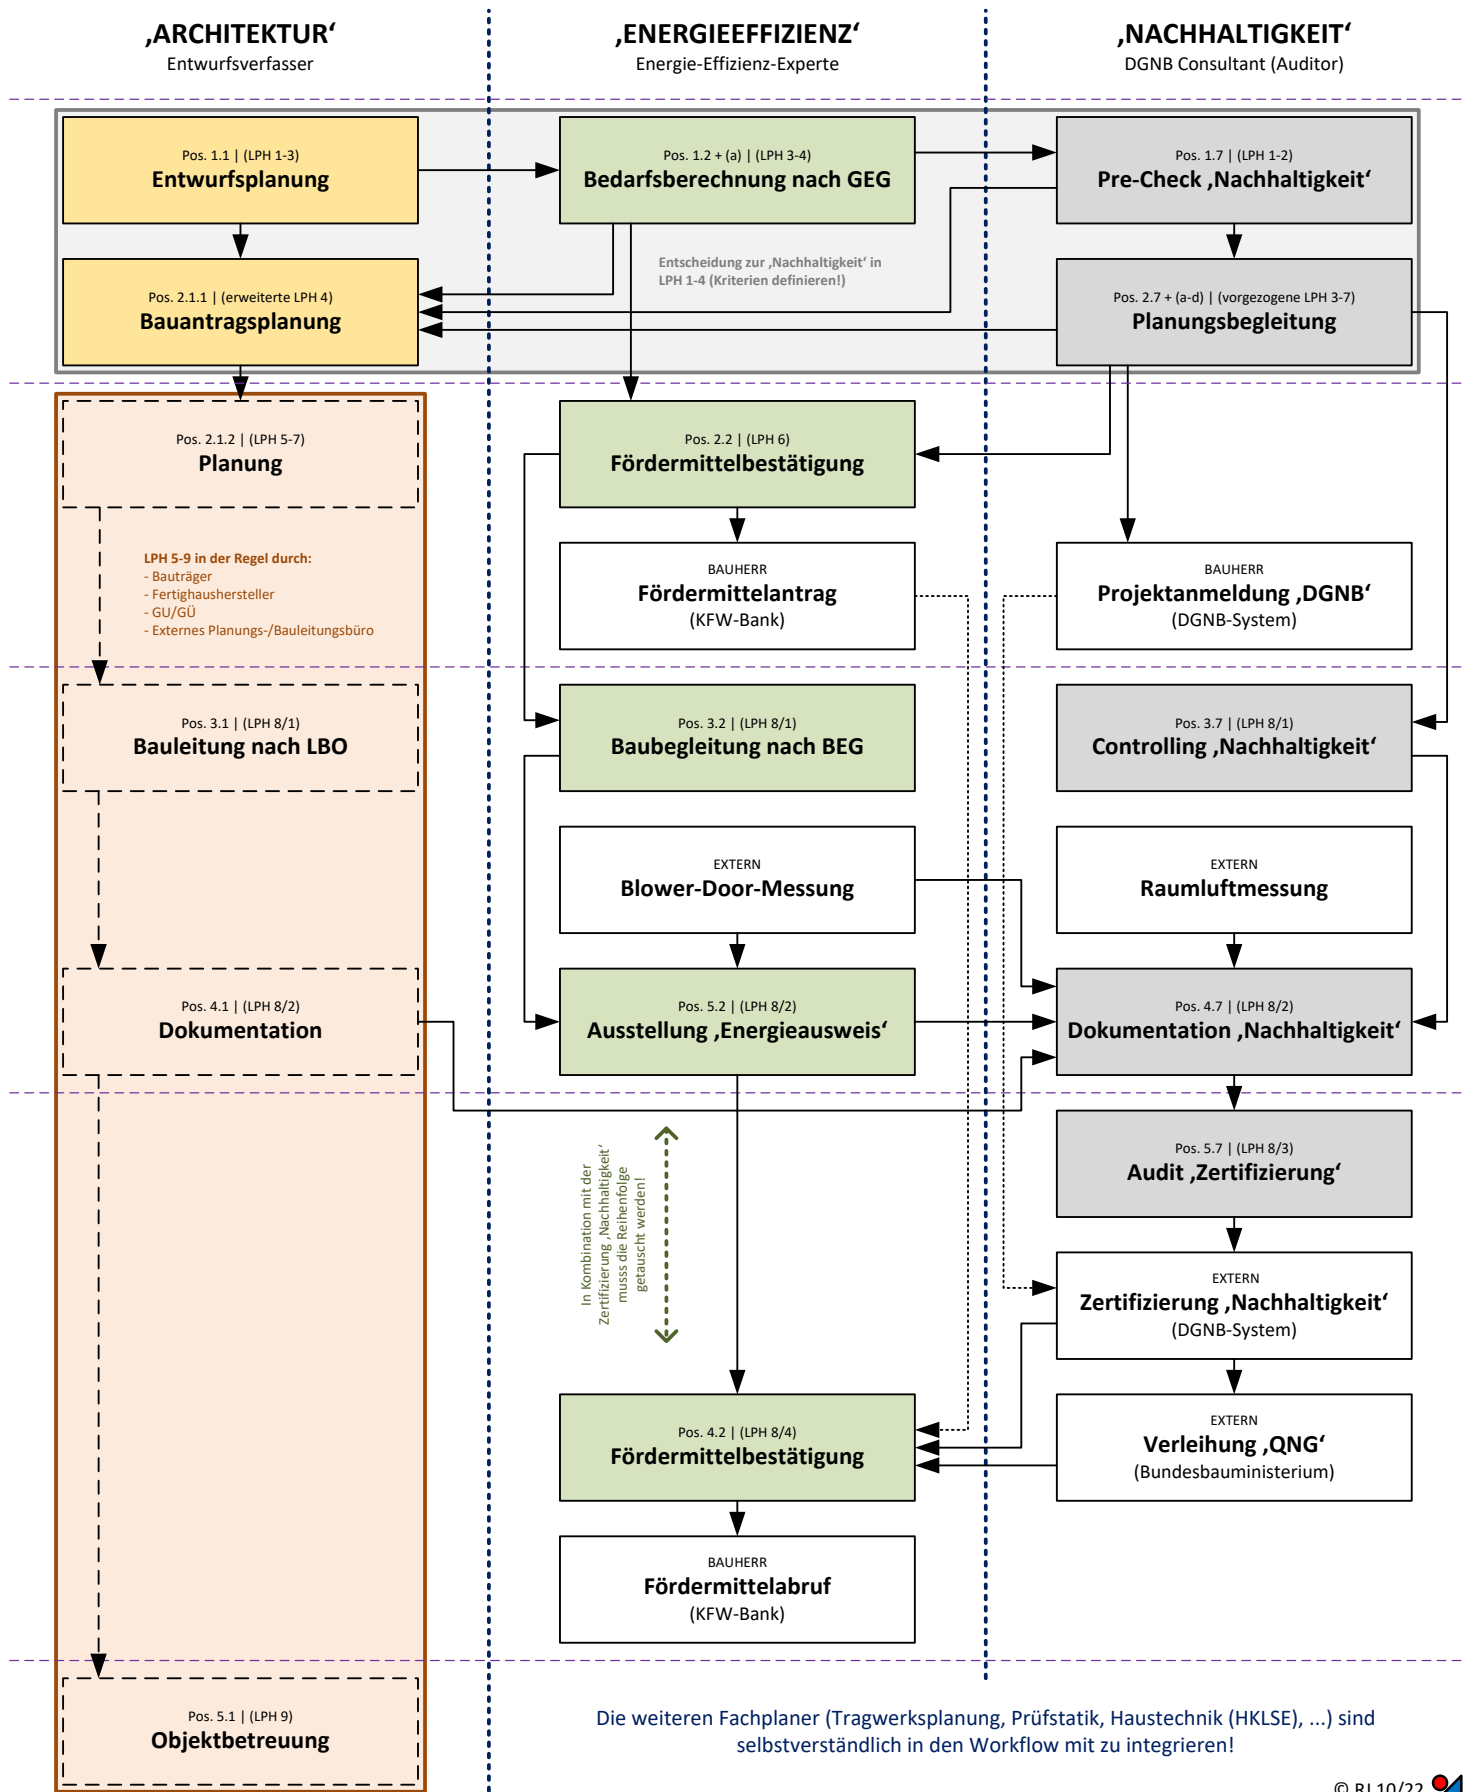 ‚ARCHITEKTUR‘
Entwurfsverfasser
‚ENERGIEEFFIZIENZ‘
Energie-Effizienz-Experte
‚NACHHALTIGKEIT‘
DGNB Consultant (Auditor)
Pos. 1.1 | (LPH 1-3)
Entwurfsplanung
Pos. 1.2 + (a) | (LPH 3-4)
Bedarfsberechnung nach GEG
Pos. 1.7 | (LPH 1-2)
Pre-Check ‚Nachhaltigkeit‘
Entscheidung zur ‚Nachhaltigkeit‘ in
LPH 1-4 (Kriterien definieren!)
Pos. 2.1.1 | (erweiterte LPH 4)
Bauantragsplanung
Pos. 2.7 + (a-d) | (vorgezogene LPH 3-7)
Planungsbegleitung
Pos. 2.1.2 | (LPH 5-7)
Planung
Pos. 2.2 | (LPH 6)
Fördermittelbestätigung
LPH 5-9 in der Regel durch:
- Bauträger
- Fertighaushersteller
- GU/GÜ
- Externes Planungs-/Bauleitungsbüro
BAUHERR
Fördermittelantrag
(KFW-Bank)
BAUHERR
Projektanmeldung ‚DGNB‘
(DGNB-System)
Pos. 3.1 | (LPH 8/1)
Bauleitung nach LBO
Pos. 3.2 | (LPH 8/1)
Baubegleitung nach BEG
Pos. 3.7 | (LPH 8/1)
Controlling ‚Nachhaltigkeit‘
EXTERN
Blower-Door-Messung
EXTERN
Raumluftmessung
Pos. 4.1 | (LPH 8/2)
Dokumentation
Pos. 5.2 | (LPH 8/2)
Ausstellung ‚Energieausweis‘
Pos. 4.7 | (LPH 8/2)
Dokumentation ‚Nachhaltigkeit‘
In Kombination mit der
Zertifizierung ‚Nachhaltigkeit‘
musss die Reihenfolge
getauscht werden!
Pos. 5.7 | (LPH 8/3)
Audit ‚Zertifizierung‘
EXTERN
Zertifizierung ‚Nachhaltigkeit‘
(DGNB-System)
Pos. 4.2 | (LPH 8/4)
Fördermittelbestätigung
EXTERN
Verleihung ‚QNG‘
(Bundesbauministerium)
BAUHERR
Fördermittelabruf
(KFW-Bank)
Pos. 5.1 | (LPH 9)
Objektbetreuung
Die weiteren Fachplaner (Tragwerksplanung, Prüfstatik, Haustechnik (HKLSE), ...) sind
selbstverständlich in den Workflow mit zu integrieren!
© RJ 10/22